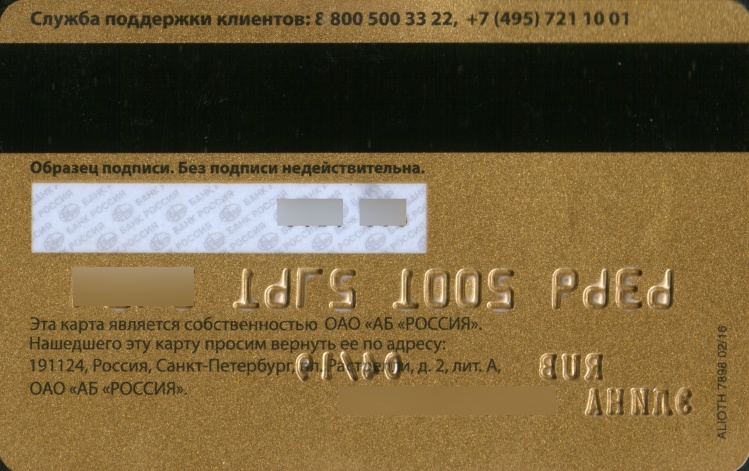 Служба поддержки клиентов: 8 800 500 33 22, +7 (495) 721 10 01
Образец подписи. Без подписи недействительна.
БАНК РОССИЯ
Эта карта является собственностью ОАО «АБ «РОССИЯ».
Нашедшего эту карту просим вернуть ее по адресу:
191124, Россия, Санкт-Петербург, пл. Растрелли, д. 2, лит. А,
ОАО «АБ «РОССИЯ».
ALIOTH 7898 02/16